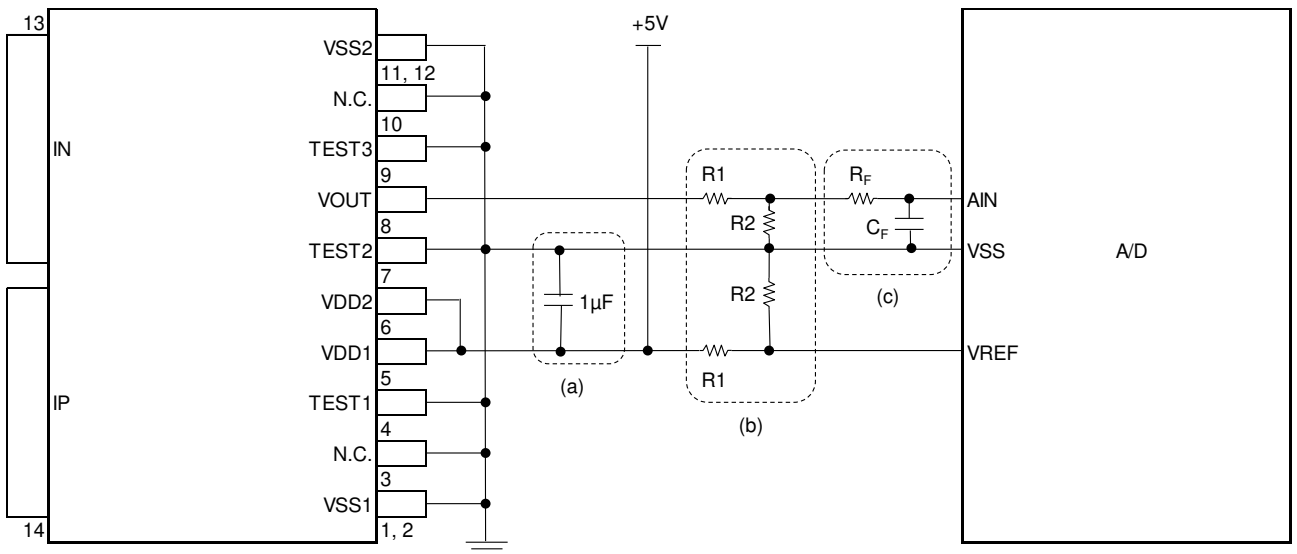 13
VSS2
11, 12
N.C.
10
IN
TEST3
9
VOUT
8
TEST2
7
VDD2
6
VDD1
5
IP
TEST1
4
N.C.
3
VSS1
14
1, 2
+5V
1µF
(a)
R1
R2
R2
R1
(b)
RF
CF
(c)
AIN
VSS
VREF
A/D